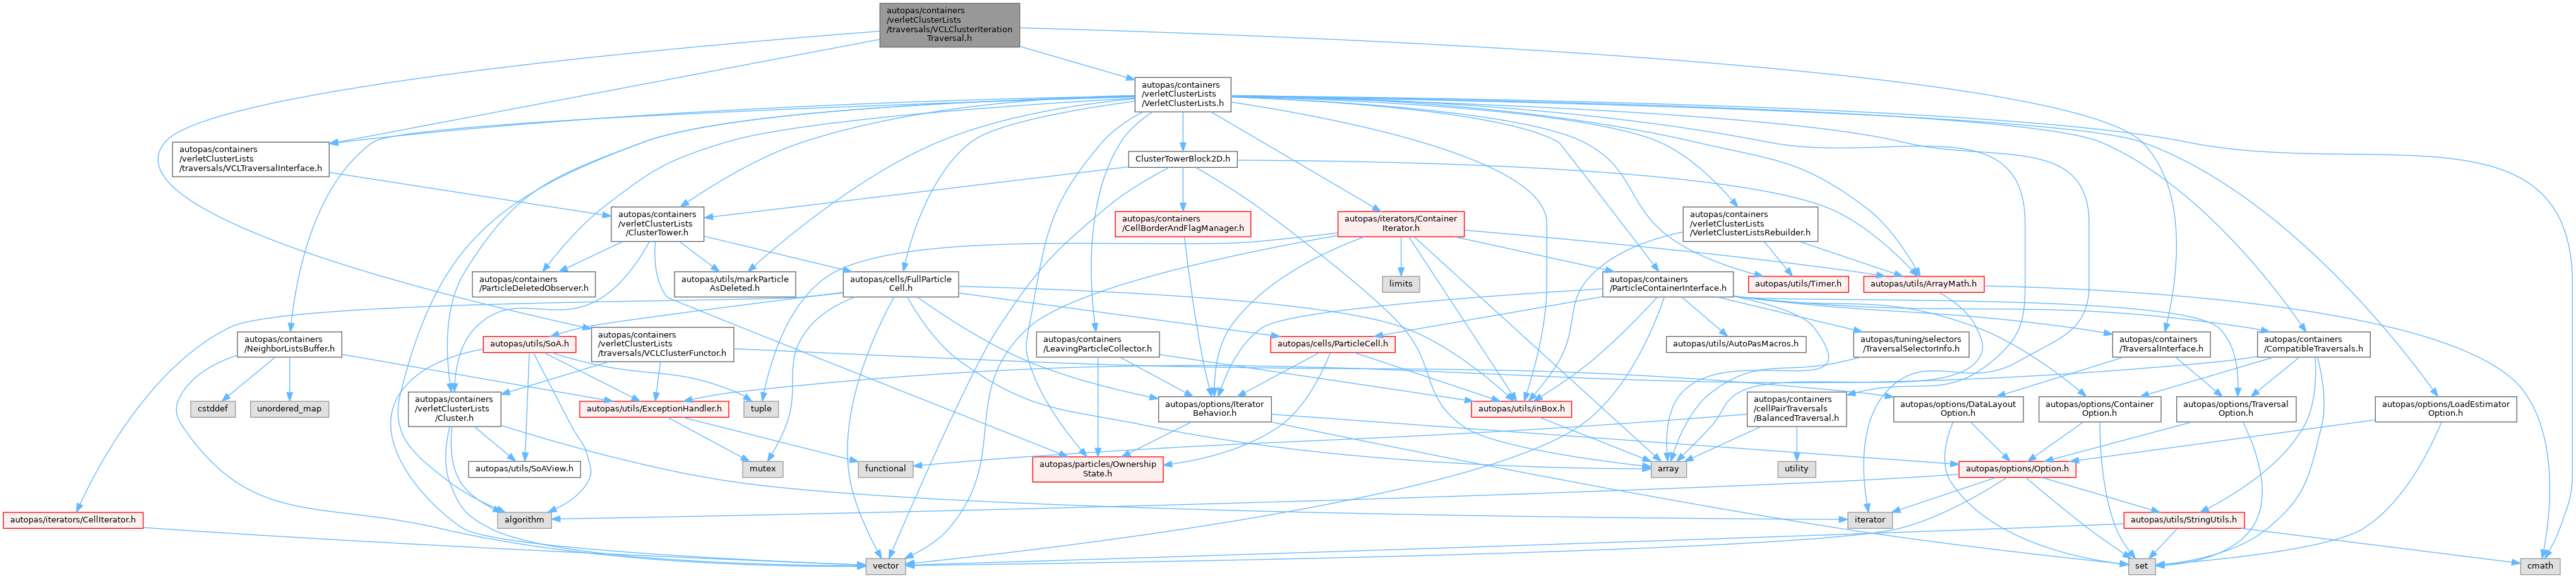 autopas/containers
/verletClusterLists
/traversals/VCLClusterIteration
Traversal.h
autopas/containers
/verletClusterLists
/VerletClusterLists.h
autopas/containers
/verletClusterLists
/traversals/VCLTraversalInterface.h
ClusterTowerBlock2D.h
autopas/containers
/verletClusterLists
/ClusterTower.h
autopas/containers
/CellBorderAndFlagManager.h
autopas/iterators/Container
Iterator.h
autopas/containers
/verletClusterLists
/VerletClusterListsRebuilder.h
autopas/containers
/ParticleDeletedObserver.h
autopas/utils/markParticle
AsDeleted.h
autopas/cells/FullParticle
Cell.h
limits
autopas/containers
/ParticleContainerInterface.h
autopas/utils/Timer.h
autopas/utils/ArrayMath.h
autopas/containers
/NeighborListsBuffer.h
autopas/utils/SoA.h
autopas/containers
/verletClusterLists
/traversals/VCLClusterFunctor.h
autopas/containers
/LeavingParticleCollector.h
autopas/cells/ParticleCell.h
autopas/utils/AutoPasMacros.h
autopas/tuning/selectors
/TraversalSelectorInfo.h
autopas/containers
/TraversalInterface.h
autopas/containers
/CompatibleTraversals.h
cstddef
unordered_map
autopas/containers
/verletClusterLists
/Cluster.h
autopas/utils/ExceptionHandler.h
tuple
autopas/options/Iterator
Behavior.h
autopas/utils/inBox.h
autopas/containers
/cellPairTraversals
/BalancedTraversal.h
autopas/options/DataLayout
Option.h
autopas/options/Container
Option.h
autopas/options/Traversal
Option.h
autopas/options/LoadEstimator
Option.h
autopas/utils/SoAView.h
mutex
functional
autopas/particles/Ownership
State.h
array
utility
autopas/options/Option.h
autopas/iterators/CellIterator.h
algorithm
iterator
autopas/utils/StringUtils.h
vector
set
cmath